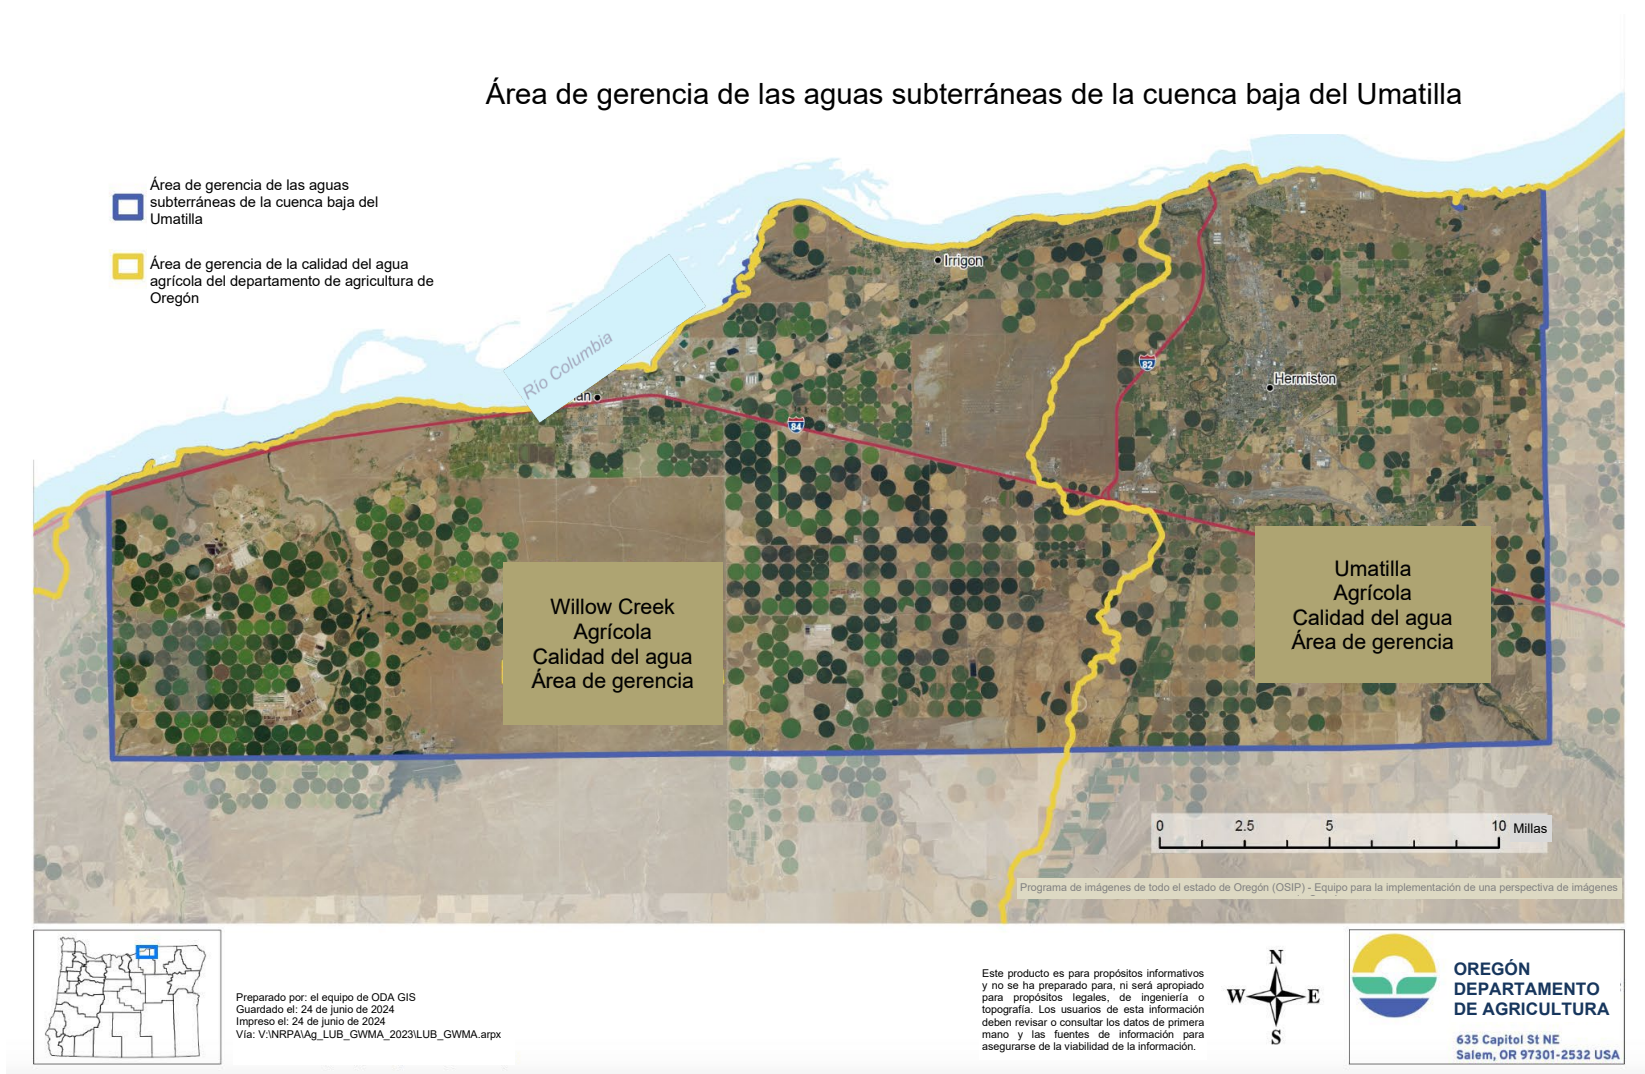 Área de gerencia de las aguas subterráneas de la cuenca baja del Umatilla
Área de gerencia de las aguas
subterráneas de la cuenca baja del
Umatilla
Área de gerencia de la calidad del agua
agrícola del departamento de agricultura de
Oregón
Río Columbia
Irrigon
82
Hermiston
84
Willow Creek
Agrícola
Calidad del agua
Área de gerencia
Umatilla
Agrícola
Calidad del agua
Área de gerencia
0 2.5 5 10 Millas
Programa de imágenes de todo el estado de Oregón (OSIP) - Equipo para la implementación de una perspectiva de imágenes
Preparado por: el equipo de ODA GIS
Guardado el: 24 de junio de 2024
Impreso el: 24 de junio de 2024
Vía: V:\NRPA\Ag_LUB_GWMA_2023\LUB_GWMA.arpx
Este producto es para propósitos informativos
y no se ha preparado para, ni será apropiado
para propósitos legales, de ingeniería o
topografía. Los usuarios de esta información
deben revisar o consultar los datos de primera
mano y las fuentes de información para
asegurarse de la viabilidad de la información.
N
W E
S
OREGÓN
DEPARTAMENTO
DE AGRICULTURA
635 Capitol St NE
Salem, OR 97301-2532 USA